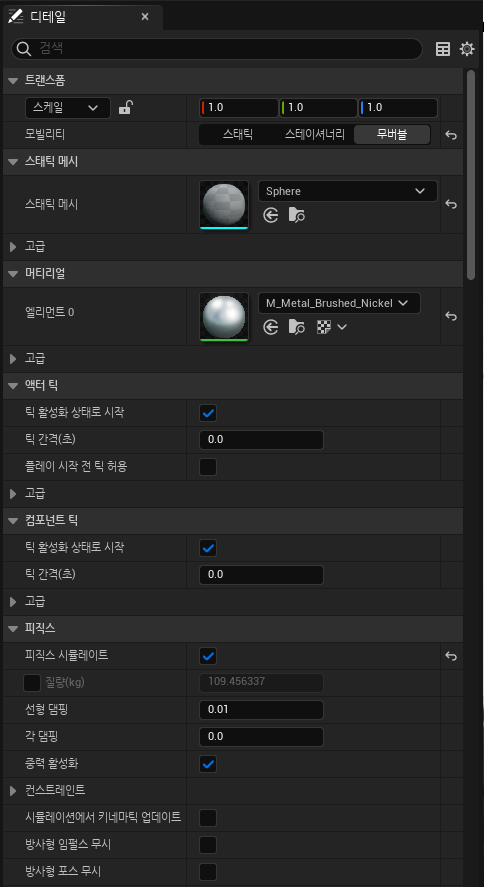 디테일
검색
트랜스폼
스케일 1.0 1.0 1.0
모빌리티 스태틱 스테이셔너리 무버블
스태틱 메시
스태틱 메시 Sphere
고급
머티리얼
엘리먼트 0 M_Metal_Brushed_Nickel
고급
액터 틱
틱 활성화 상태로 시작
틱 간격(초) 0.0
플레이 시작 전 틱 허용
고급
컴포넌트 틱
틱 활성화 상태로 시작
틱 간격(초) 0.0
고급
피직스
피직스 시뮬레이트
질량(kg) 109.456337
선형 댐핑 0.01
각 댐핑 0.0
중력 활성화
컨스트레인트
시뮬레이션에서 키네마틱 업데이트
방사형 임펄스 무시
방사형 포스 무시